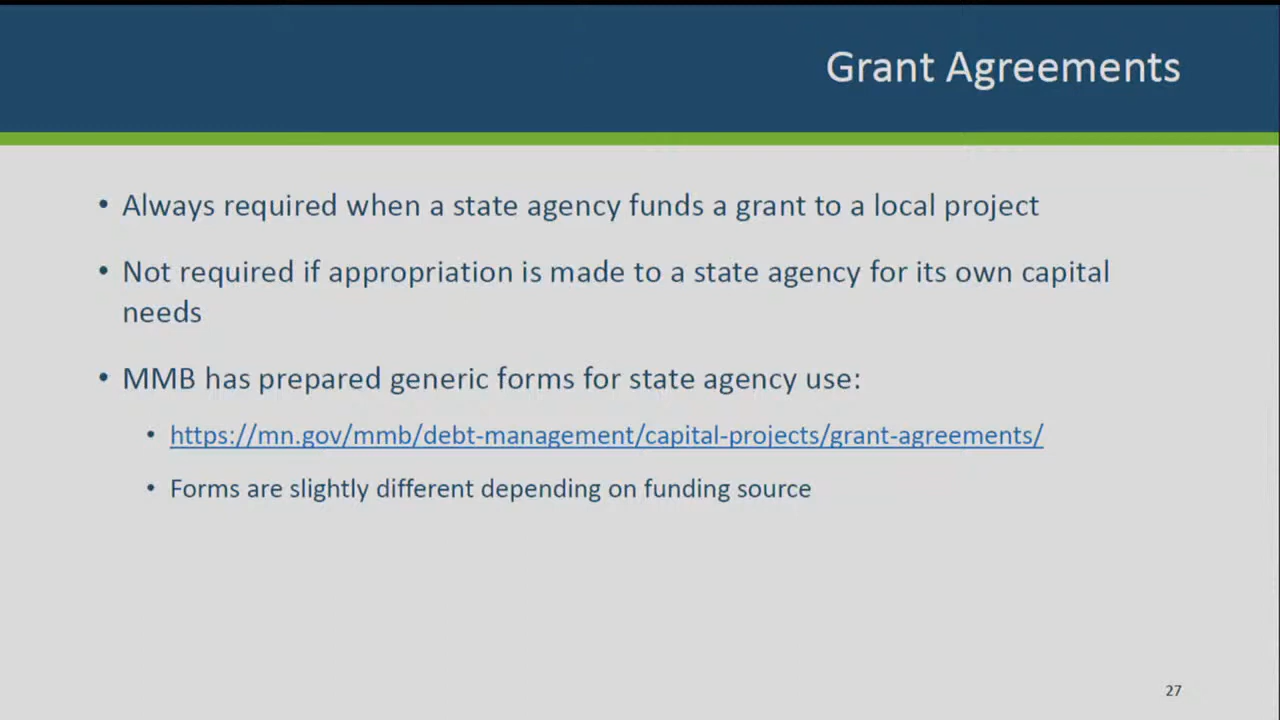 Grant Agreements
• Always required when a state agency funds a grant to a local project
• Not required if appropriation is made to a state agency for its own capital
needs
• MMB has prepared generic forms for state agency use:
• https://mn.gov/mmb/debt-management/capital-projects/grant-agreements/
• Forms are slightly different depending on funding source
27